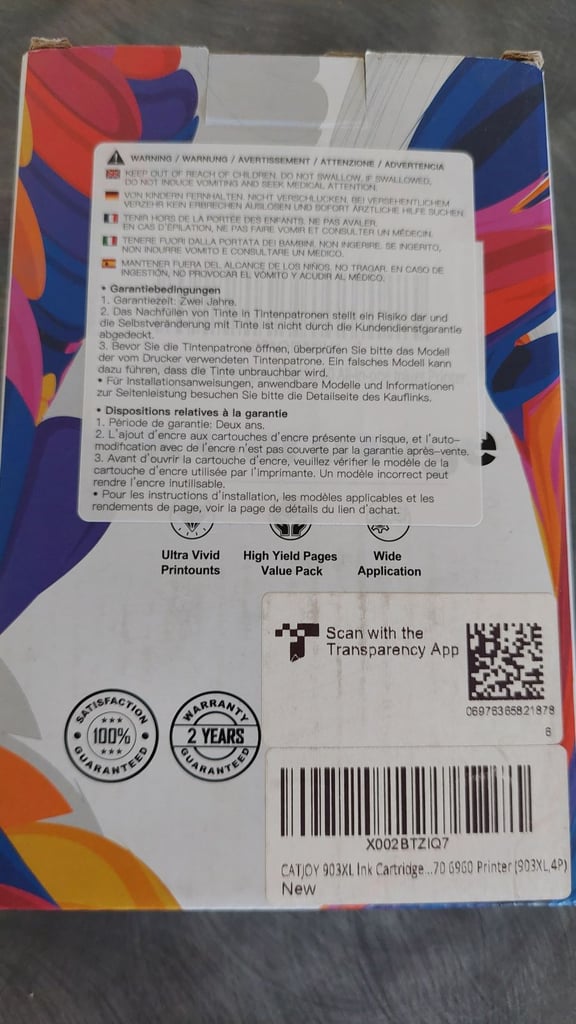 WARNING / WARNUNG / AVERTISSEMENT / ATTENZIONE / ADVERTENCIA
KEEP OUT OF REACH OF CHILDREN. DO NOT SWALLOW. IF SWALLOWED,
DO NOT INDUCE VOMITING AND SEEK MEDICAL ATTENTION.
VON KINDERN FERNHALTEN. NICHT VERSCHLUCKEN. BEI VERSEHENTLICHEM
VERZEHR KEIN ERBRECHEN AUSLÖSEN UND SOFORT ÄRZTLICHE HILFE SUCHEN.
TENIR HORS DE LA PORTÉE DES ENFANTS. NE PAS AVALER.
EN CAS D'ÉPILATION, NE PAS FAIRE VOMIR ET CONSULTER UN MÉDECIN.
TENERE FUORI DALLA PORTATA DEI BAMBINI. NON INGERIRE. SE INGERITO,
NON INDURRE VOMITO E CONSULTARE UN MEDICO.
MANTENER FUERA DEL ALCANCE DE LOS NIÑOS. NO TRAGAR. EN CASO DE
INGESTIÓN, NO PROVOCAR EL VÓMITO Y ACUDIR AL MÉDICO.
• Garantiebedingungen
1. Garantiezeit: Zwei Jahre.
2. Das Nachfüllen von Tinte in Tintenpatronen stellt ein Risiko dar und
die Selbstveränderung mit Tinte ist nicht durch die Kundendienstgarantie
abgedeckt.
3. Bevor Sie die Tintenpatrone öffnen, überprüfen Sie bitte das Modell
der vom Drucker verwendeten Tintenpatrone. Ein falsches Modell kann
dazu führen, dass die Tinte unbrauchbar wird.
• Für Installationsanweisungen, anwendbare Modelle und Informationen
zur Seitenleistung besuchen Sie bitte die Detailseite des Kauflinks.
• Dispositions relatives à la garantie
1. Période de garantie: Deux ans.
2. L'ajout d'encre aux cartouches d'encre présente un risque, et l'auto-
modification avec de l'encre n'est pas couverte par la garantie après-vente.
3. Avant d'ouvrir la cartouche d'encre, veuillez vérifier le modèle de la
cartouche d'encre utilisée par l'imprimante. Un modèle incorrect peut
rendre l'encre inutilisable.
• Pour les instructions d'installation, les modèles applicables et les
rendements de page, voir la page de détails du lien d'achat.
Ultra Vivid
Printounts
High Yield Pages
Value Pack
Wide
Application
Scan with the
Transparency App
06976365821878
6
SATISFACTION
100%
GUARANTEED
WARRANTY
2 YEARS
GUARANTEED
X002BTZIQ7
CATJOY 903XL Ink Cartridge...70 6960 Printer (903XL,4P)
New